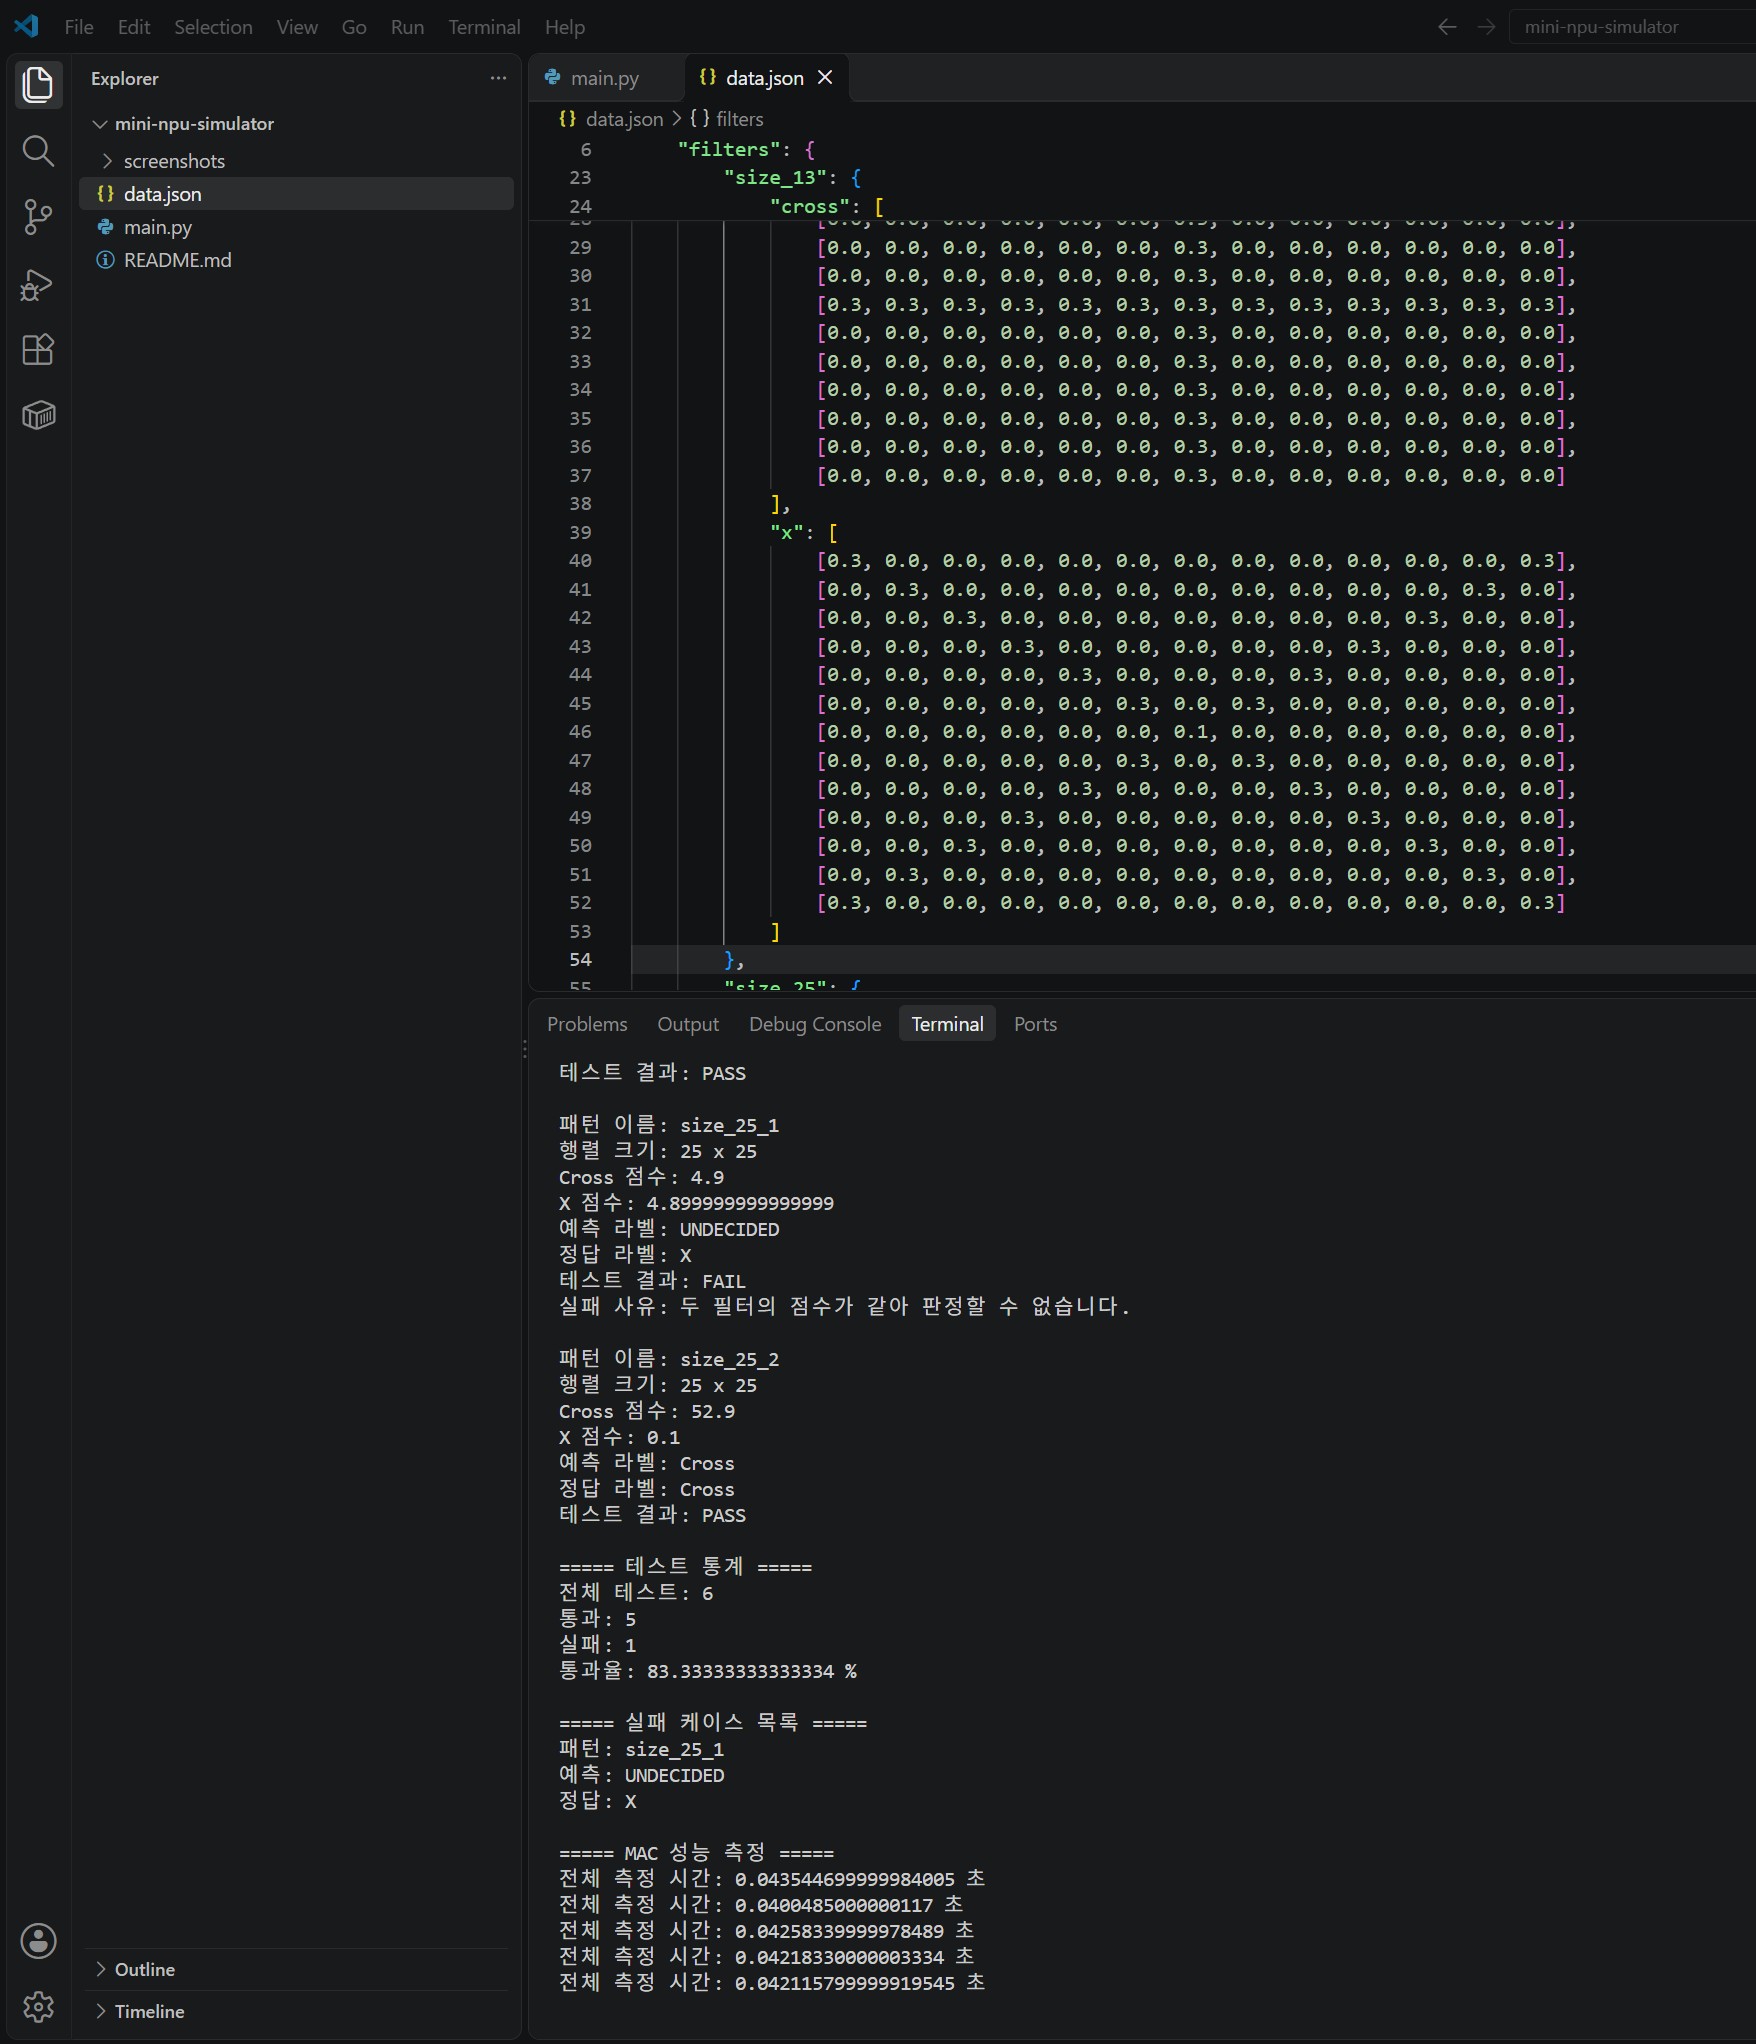 File Edit Selection View Go Run Terminal Help
mini-npu-simulator
Explorer
mini-npu-simulator
screenshots
data.json
main.py
README.md
Outline
Timeline
main.py
data.json
data.json > { } filters
6 "filters": {
23 "size_13": {
24 "cross": [
29 [0.0, 0.0, 0.0, 0.0, 0.0, 0.0, 0.3, 0.0, 0.0, 0.0, 0.0, 0.0, 0.0],
30 [0.0, 0.0, 0.0, 0.0, 0.0, 0.0, 0.3, 0.0, 0.0, 0.0, 0.0, 0.0, 0.0],
31 [0.3, 0.3, 0.3, 0.3, 0.3, 0.3, 0.3, 0.3, 0.3, 0.3, 0.3, 0.3, 0.3],
32 [0.0, 0.0, 0.0, 0.0, 0.0, 0.0, 0.3, 0.0, 0.0, 0.0, 0.0, 0.0, 0.0],
33 [0.0, 0.0, 0.0, 0.0, 0.0, 0.0, 0.3, 0.0, 0.0, 0.0, 0.0, 0.0, 0.0],
34 [0.0, 0.0, 0.0, 0.0, 0.0, 0.0, 0.3, 0.0, 0.0, 0.0, 0.0, 0.0, 0.0],
35 [0.0, 0.0, 0.0, 0.0, 0.0, 0.0, 0.3, 0.0, 0.0, 0.0, 0.0, 0.0, 0.0],
36 [0.0, 0.0, 0.0, 0.0, 0.0, 0.0, 0.3, 0.0, 0.0, 0.0, 0.0, 0.0, 0.0],
37 [0.0, 0.0, 0.0, 0.0, 0.0, 0.0, 0.3, 0.0, 0.0, 0.0, 0.0, 0.0, 0.0]
38 ],
39 "x": [
40 [0.3, 0.0, 0.0, 0.0, 0.0, 0.0, 0.0, 0.0, 0.0, 0.0, 0.0, 0.0, 0.3],
41 [0.0, 0.3, 0.0, 0.0, 0.0, 0.0, 0.0, 0.0, 0.0, 0.0, 0.0, 0.3, 0.0],
42 [0.0, 0.0, 0.3, 0.0, 0.0, 0.0, 0.0, 0.0, 0.0, 0.0, 0.3, 0.0, 0.0],
43 [0.0, 0.0, 0.0, 0.3, 0.0, 0.0, 0.0, 0.0, 0.0, 0.3, 0.0, 0.0, 0.0],
44 [0.0, 0.0, 0.0, 0.0, 0.3, 0.0, 0.0, 0.0, 0.3, 0.0, 0.0, 0.0, 0.0],
45 [0.0, 0.0, 0.0, 0.0, 0.0, 0.3, 0.0, 0.3, 0.0, 0.0, 0.0, 0.0, 0.0],
46 [0.0, 0.0, 0.0, 0.0, 0.0, 0.0, 0.1, 0.0, 0.0, 0.0, 0.0, 0.0, 0.0],
47 [0.0, 0.0, 0.0, 0.0, 0.0, 0.3, 0.0, 0.3, 0.0, 0.0, 0.0, 0.0, 0.0],
48 [0.0, 0.0, 0.0, 0.0, 0.3, 0.0, 0.0, 0.0, 0.3, 0.0, 0.0, 0.0, 0.0],
49 [0.0, 0.0, 0.0, 0.3, 0.0, 0.0, 0.0, 0.0, 0.0, 0.3, 0.0, 0.0, 0.0],
50 [0.0, 0.0, 0.3, 0.0, 0.0, 0.0, 0.0, 0.0, 0.0, 0.0, 0.3, 0.0, 0.0],
51 [0.0, 0.3, 0.0, 0.0, 0.0, 0.0, 0.0, 0.0, 0.0, 0.0, 0.0, 0.3, 0.0],
52 [0.3, 0.0, 0.0, 0.0, 0.0, 0.0, 0.0, 0.0, 0.0, 0.0, 0.0, 0.0, 0.3]
53 ]
54 },
55 "size_25": {
Problems Output Debug Console Terminal Ports
테스트 결과: PASS
패턴 이름: size_25_1
행렬 크기: 25 x 25
Cross 점수: 4.9
X 점수: 4.899999999999999
예측 라벨: UNDECIDED
정답 라벨: X
테스트 결과: FAIL
실패 사유: 두 필터의 점수가 같아 판정할 수 없습니다.
패턴 이름: size_25_2
행렬 크기: 25 x 25
Cross 점수: 52.9
X 점수: 0.1
예측 라벨: Cross
정답 라벨: Cross
테스트 결과: PASS
===== 테스트 통계 =====
전체 테스트: 6
통과: 5
실패: 1
통과율: 83.33333333333334 %
===== 실패 케이스 목록 =====
패턴: size_25_1
예측: UNDECIDED
정답: X
===== MAC 성능 측정 =====
전체 측정 시간: 0.043544699999984005 초
전체 측정 시간: 0.0400485000000117 초
전체 측정 시간: 0.04258339999978489 초
전체 측정 시간: 0.04218330000003334 초
전체 측정 시간: 0.042115799999919545 초